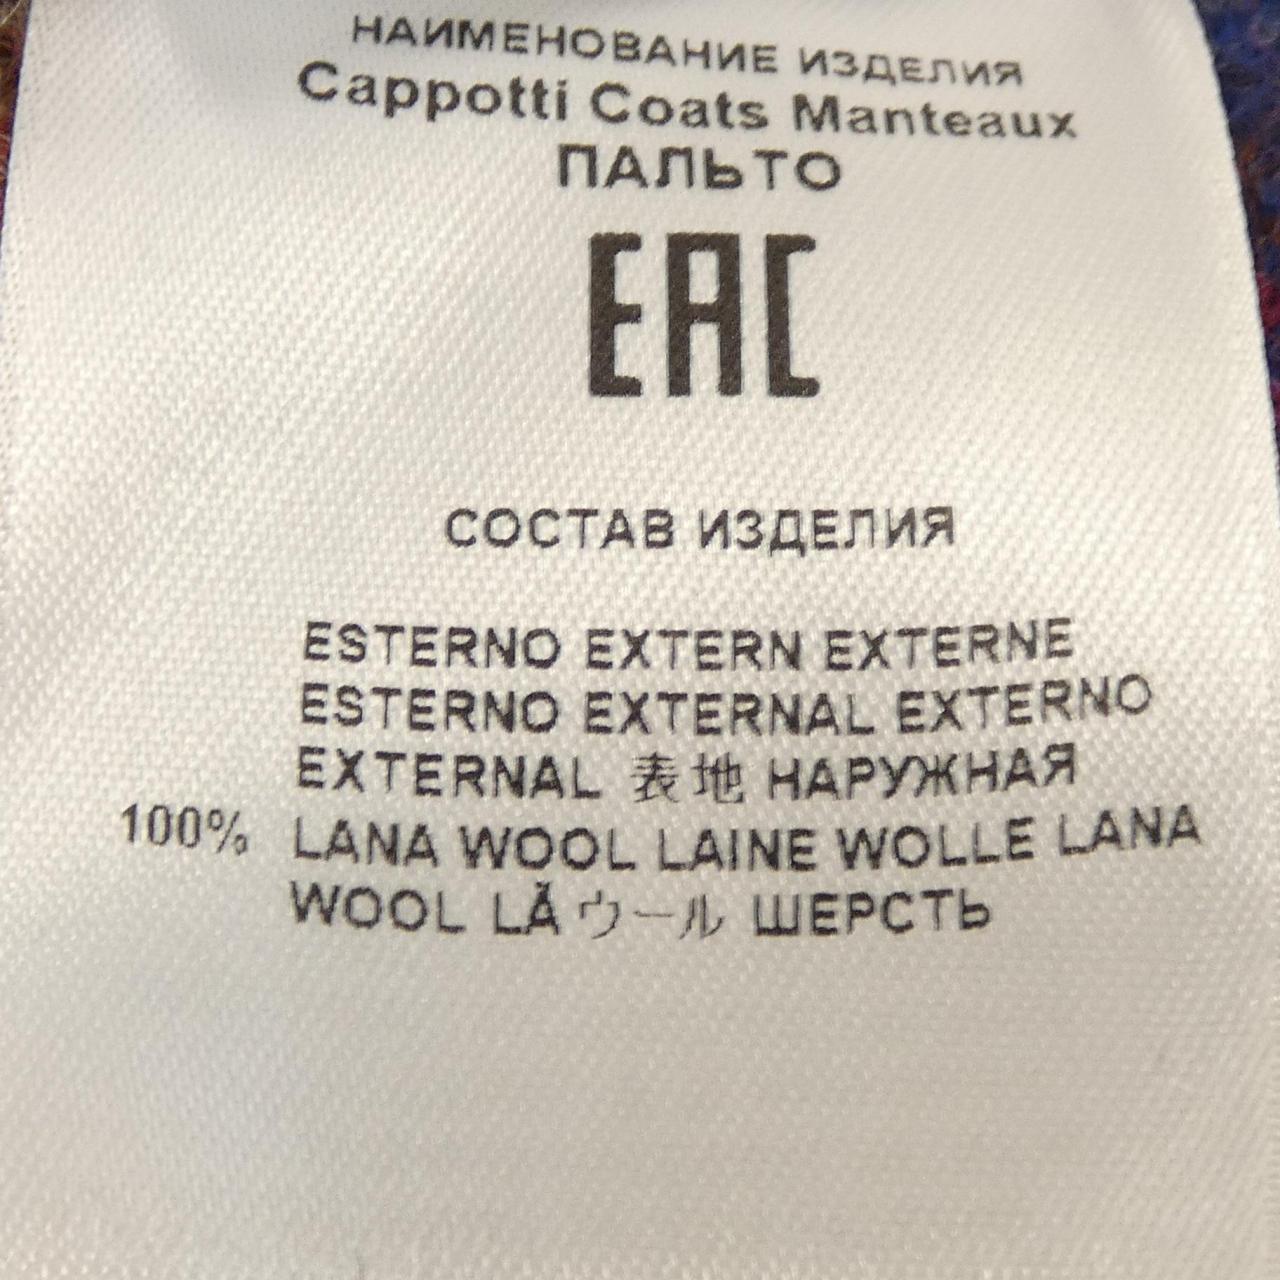 НАИМЕНОВАНИЕ ИЗДЕЛИЯ
Cappotti Coats Manteaux
ПАЛЬТО
EAC
СОСТАВ ИЗДЕЛИЯ
ESTERNO EXTERN EXTERNE
ESTERNO EXTERNAL EXTERNO
EXTERNAL 表地 НАРУЖНАЯ
100% LANA WOOL LAINE WOLLE LANA
WOOL LÃ ウール ШЕРСТЬ